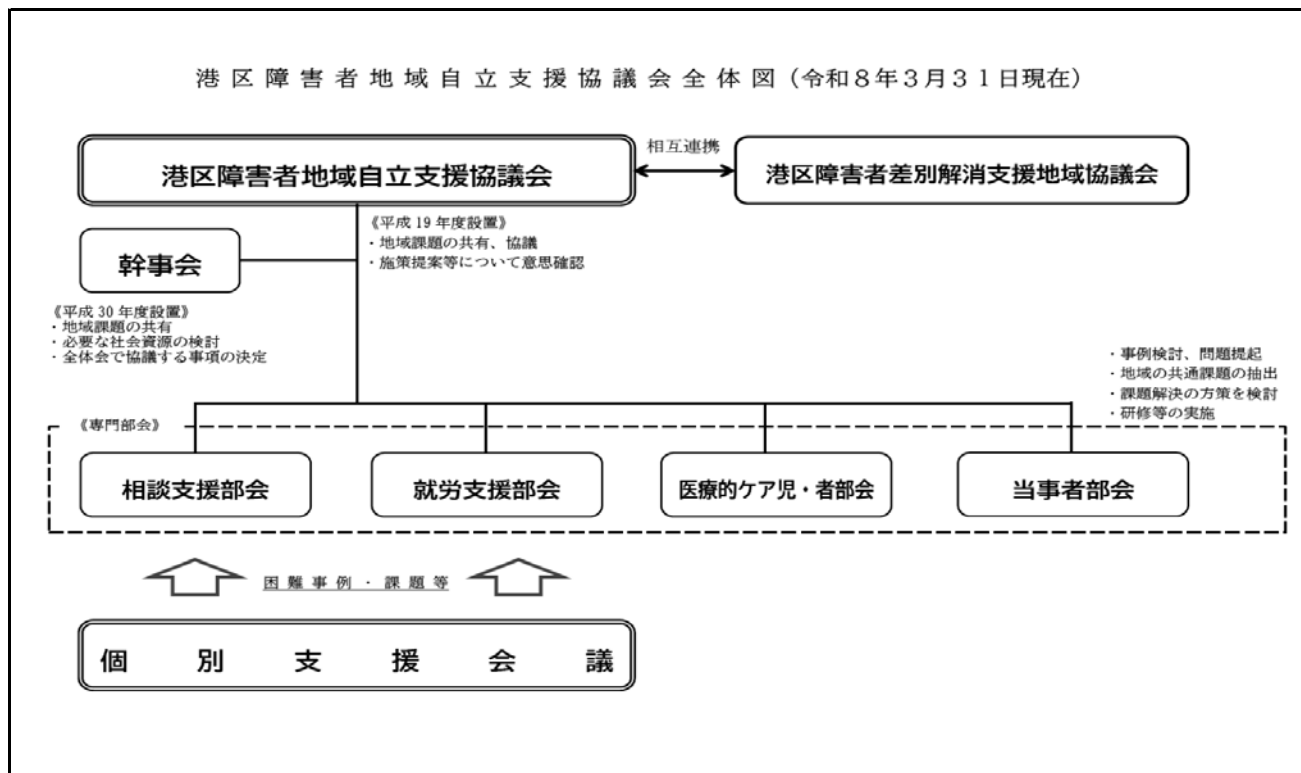 港区障害者地域自立支援協議会全体図(令和8年3月31日現在)
港区障害者地域自立支援協議会
相互連携
港区障害者差別解消支援地域協議会
《平成19年度設置》
・地域課題の共有、協議
・施策提案等について意思確認
幹事会
《平成30年度設置》
・地域課題の共有
・必要な社会資源の検討
・全体会で協議する事項の決定
・事例検討、問題提起
・地域の共通課題の抽出
・課題解決の方策を検討
・研修等の実施
《専門部会》
相談支援部会
就労支援部会
医療的ケア児・者部会
当事者部会
困難事例・課題等
個別支援会議